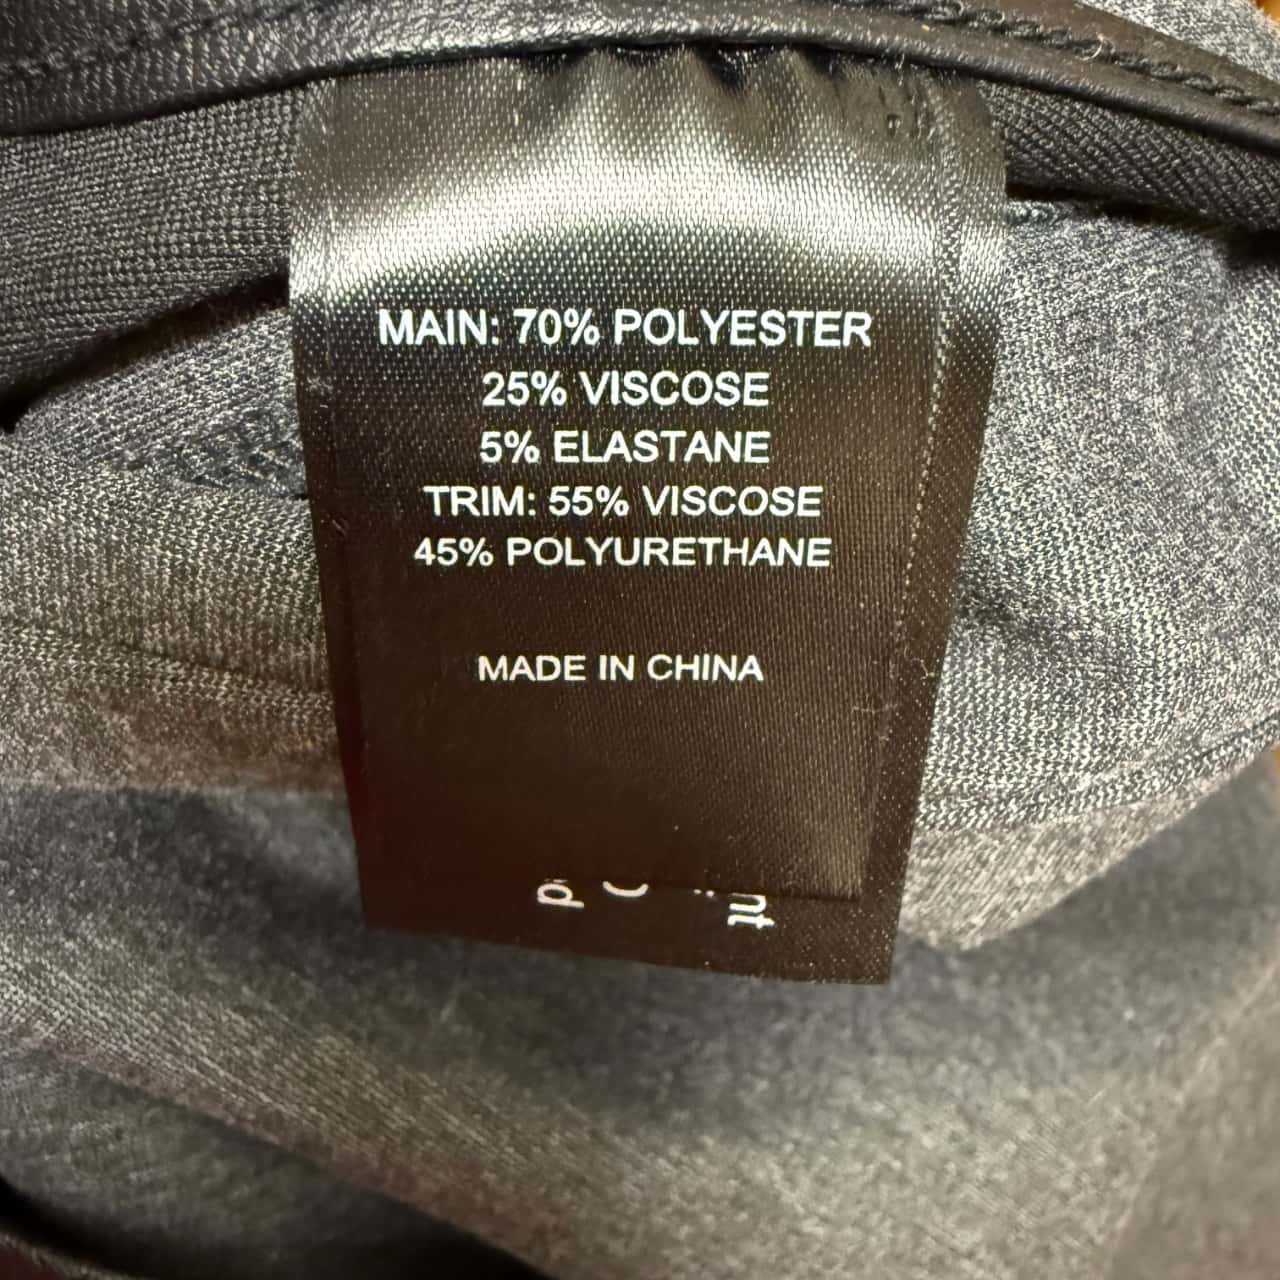 MAIN: 70% POLYESTER
25% VISCOSE
5% ELASTANE
TRIM: 55% VISCOSE
45% POLYURETHANE
MADE IN CHINA